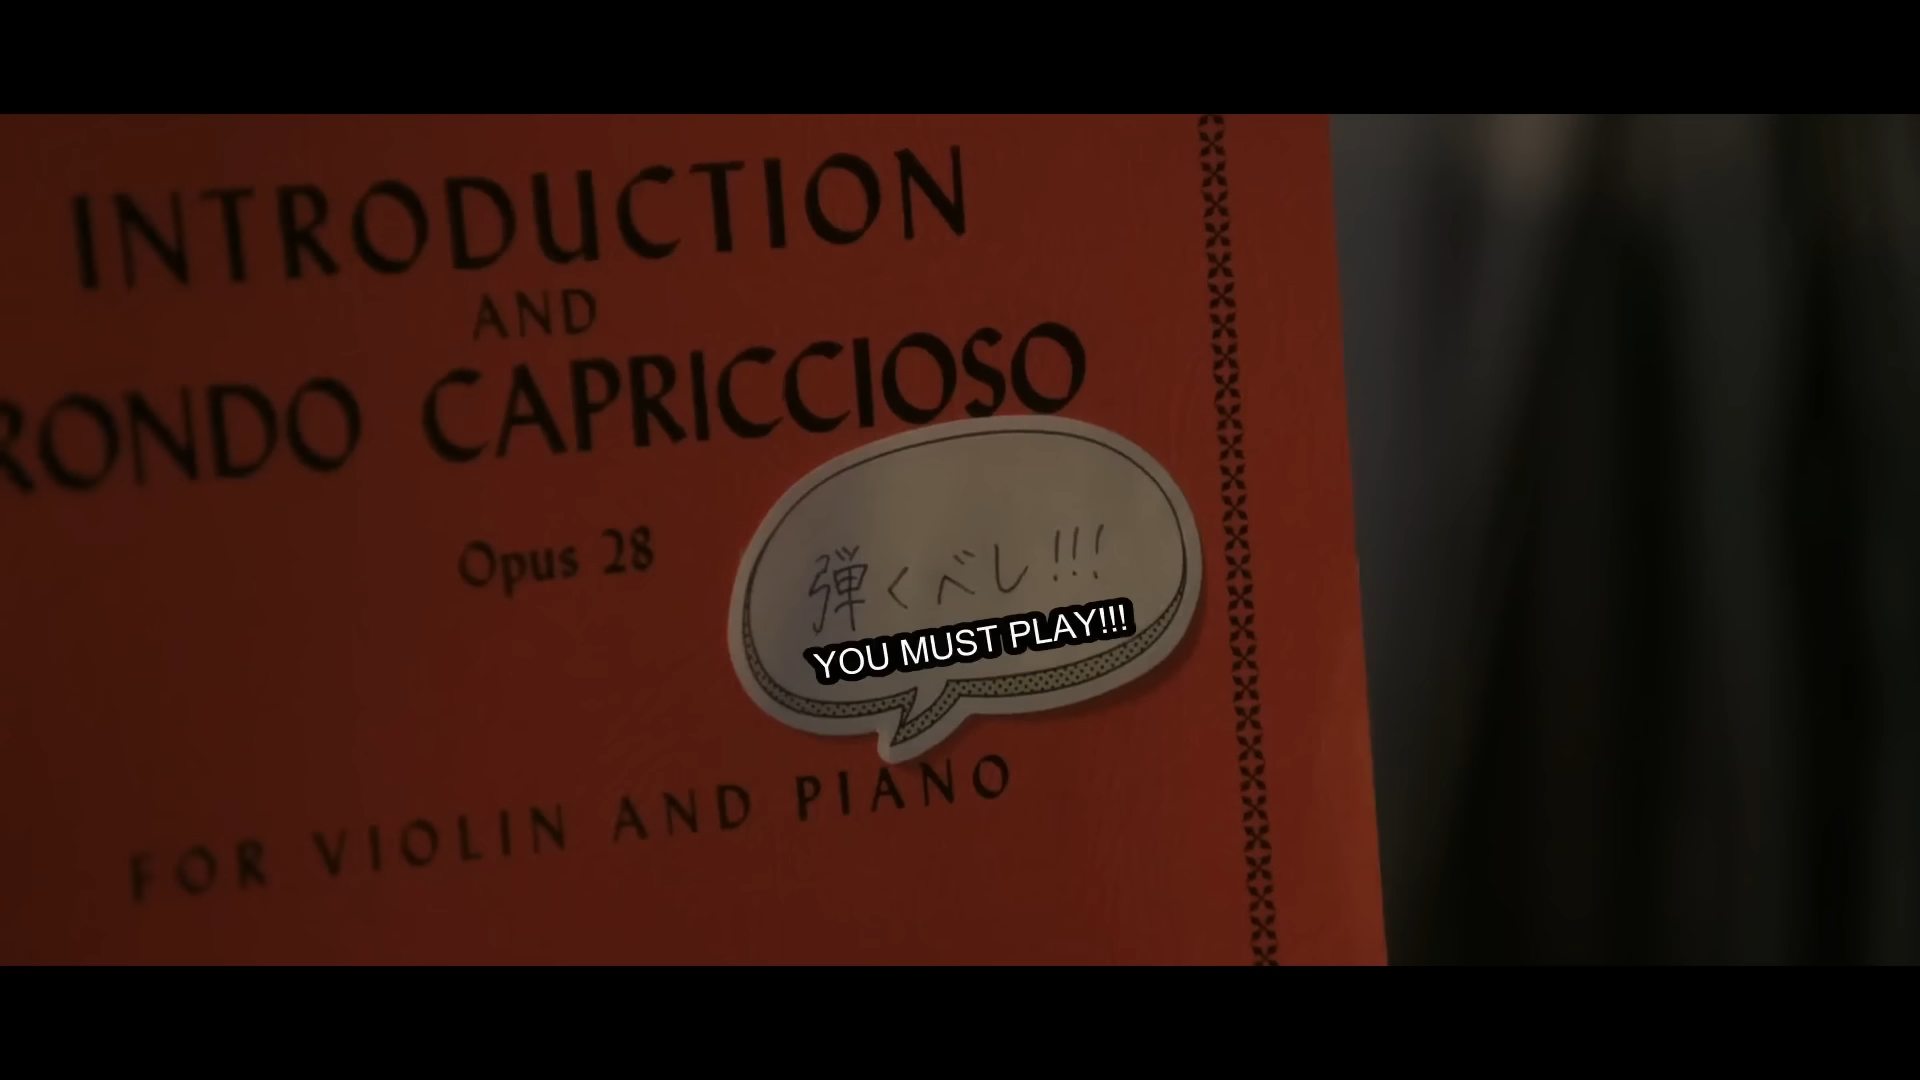 INTRODUCTION
AND
RONDO CAPRICCIOSO
Opus 28
弾くべし!!!
YOU MUST PLAY!!!
FOR VIOLIN AND PIANO